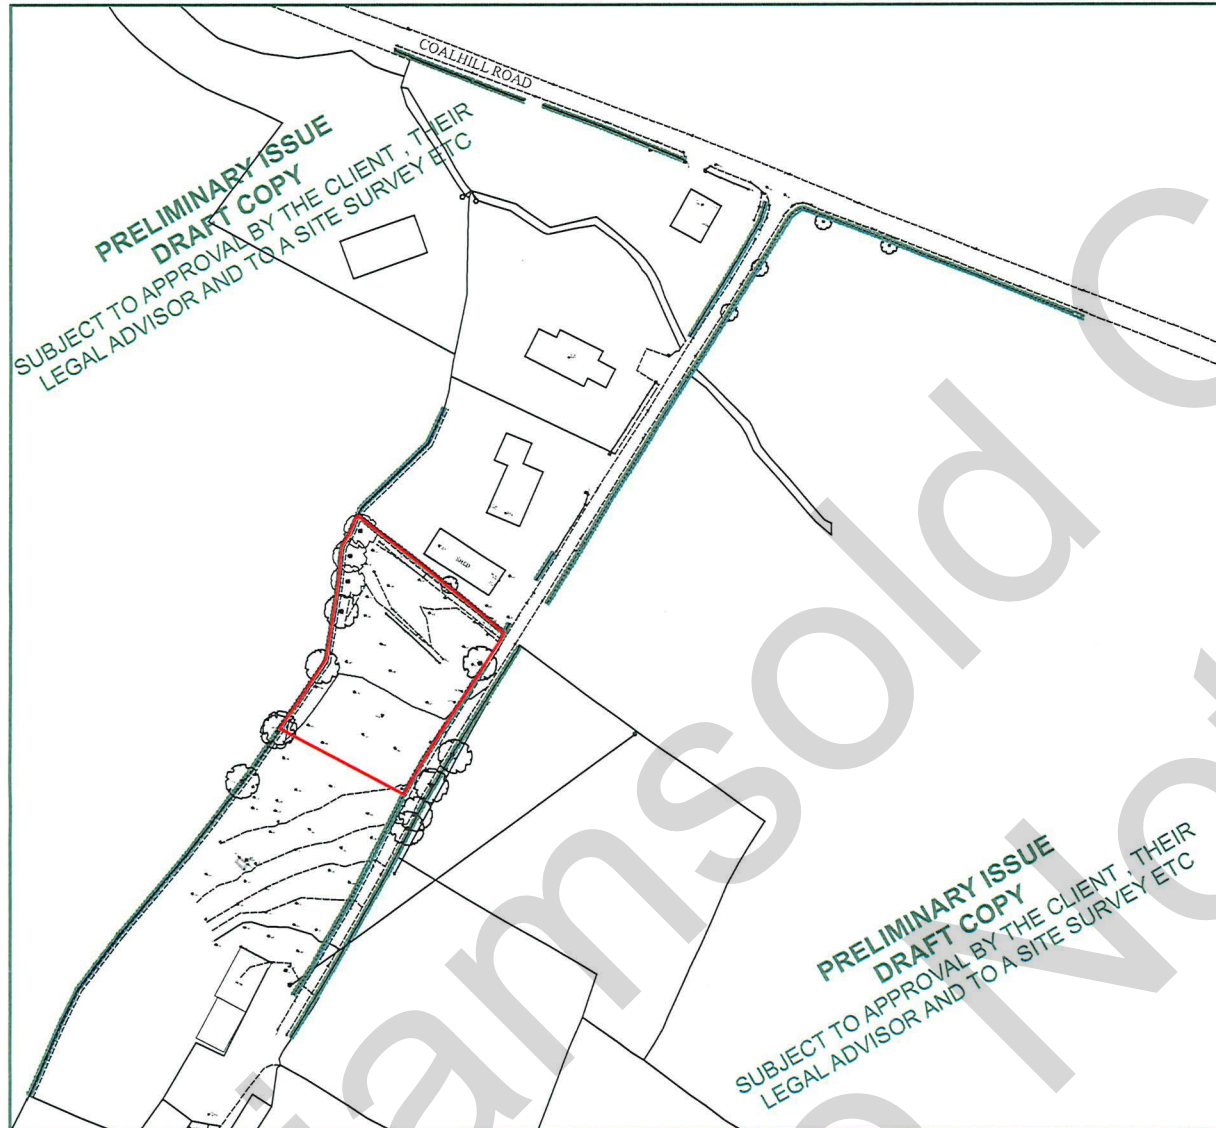 COALHILL ROAD
PRELIMINARY ISSUE
DRAFT COPY
SUBJECT TO APPROVAL BY THE CLIENT , THEIR
LEGAL ADVISOR AND TO A SITE SURVEY ETC
SHED
PRELIMINARY ISSUE
DRAFT COPY
SUBJECT TO APPROVAL BY THE CLIENT , THEIR
LEGAL ADVISOR AND TO A SITE SURVEY ETC
amsold C
Not